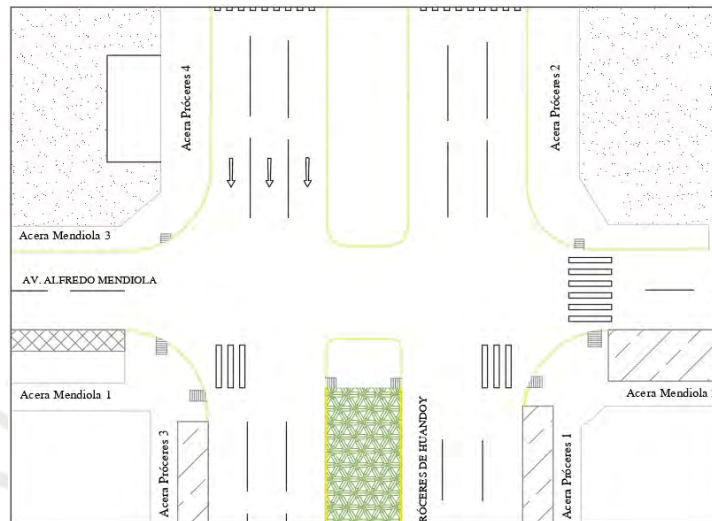 Acera Próceres 4
Acera Próceres 2
Acera Mendiola 3
AV. ALFREDO MENDIOLA
Acera Mendiola 1
Acera Mendiola
Acera Próceres 3
RÓCERES DE HUANDOY
Acera Próceres 1